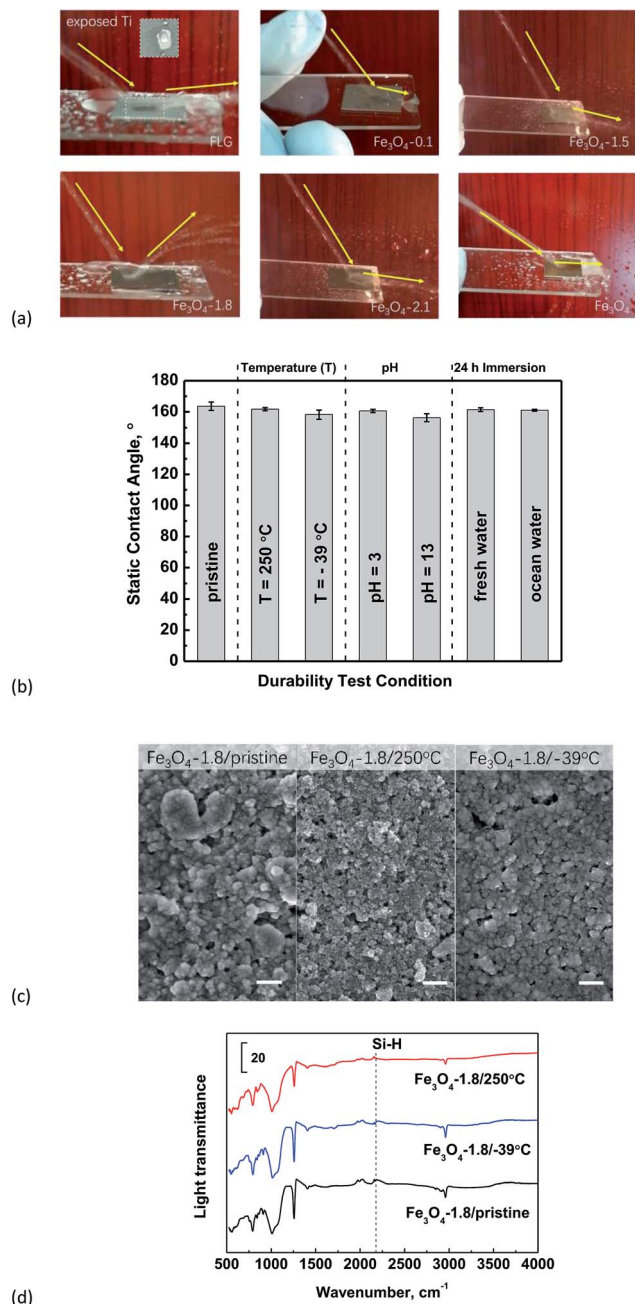 exposed Ti
FLG
Fe₃O₄-0.1
Fe₃O₄-1.5
Fe₃O₄-1.8
Fe₃O₄-2.1
Fe₃O₄
(a)
Temperature (T)
pH
24 h Immersion
180
160
140
120
100
80
60
40
20
0
Static Contact Angle, °
pristine
T = 250 °C
T = - 39 °C
pH = 3
pH = 13
fresh water
ocean water
Durability Test Condition
(b)
Fe₃O₄-1.8/pristine
Fe₃O₄-1.8/250°C
Fe₃O₄-1.8/-39°C
(c)
20
Si-H
Fe₃O₄-1.8/250°C
Fe₃O₄-1.8/-39°C
Fe₃O₄-1.8/pristine
Light transmittance
500 1000 1500 2000 2500 3000 3500 4000
Wavenumber, cm⁻¹
(d)